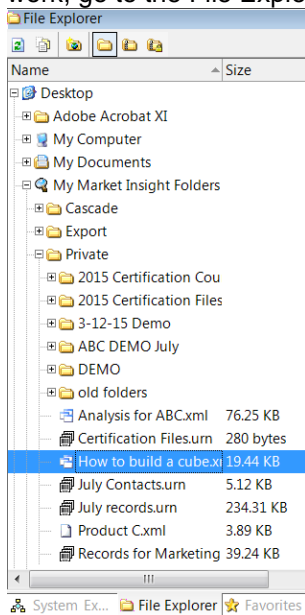 work, go to the File Explo
File Explorer
Name Size
Desktop
Adobe Acrobat XI
My Computer
My Documents
My Market Insight Folders
Cascade
Export
Private
2015 Certification Cou
2015 Certification Files
3-12-15 Demo
ABC DEMO July
DEMO
old folders
Analysis for ABC.xml 76.25 KB
Certification Files.urn 280 bytes
How to build a cube.x 19.44 KB
July Contacts.urn 5.12 KB
July records.urn 234.31 KB
Product C.xml 3.89 KB
Records for Marketing 39.24 KB
System Ex... File Explorer Favorites